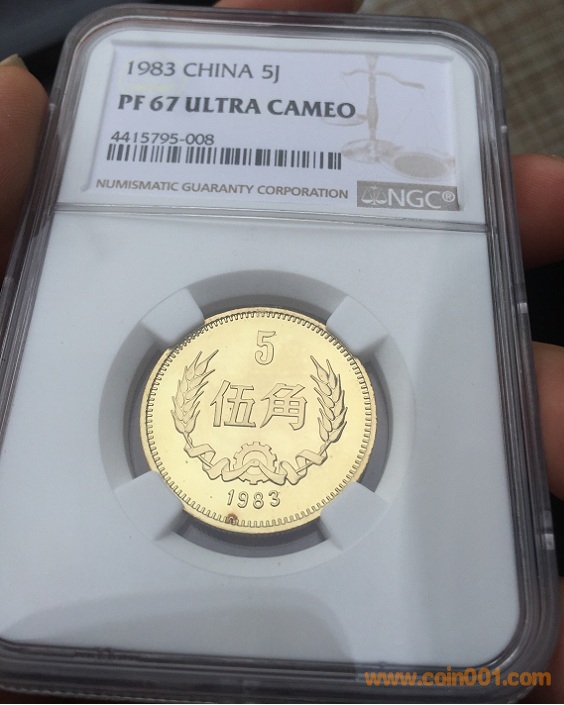 1983 CHINA 5J
PF 67 ULTRA CAMEO
4415795-008
NUMISMATIC GUARANTY CORPORATION
NGC®
5
伍角
1983
www.coin001.com